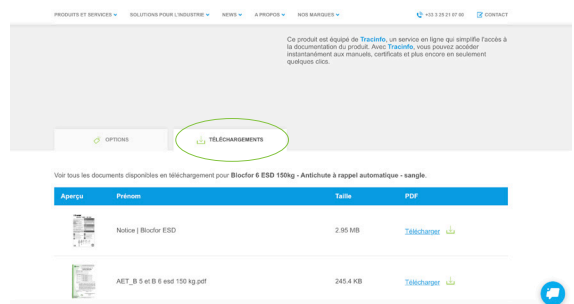 PRODUITS ET SERVICES SOLUTIONS POUR L'INDUSTRIE NEWS A PROPOS NOS MARQUES +33 3 25 21 07 00 CONTACT
Ce produit est équipé de Tracinfo, un service en ligne qui simplifie l'accès à
la documentation du produit. Avec Tracinfo, vous pouvez accéder
instantanément aux manuels, certificats et plus encore en seulement
quelques clics.
OPTIONS TÉLÉCHARGEMENTS
Voir tous les documents disponibles en téléchargement pour Blocfor 6 ESD 150kg - Antichute à rappel automatique - sangle.
Aperçu Prénom Taille PDF
Notice | Blocfor ESD 2.95 MB Télécharger
AET_B 5 et B 6 esd 150 kg.pdf 245.4 KB Télécharger